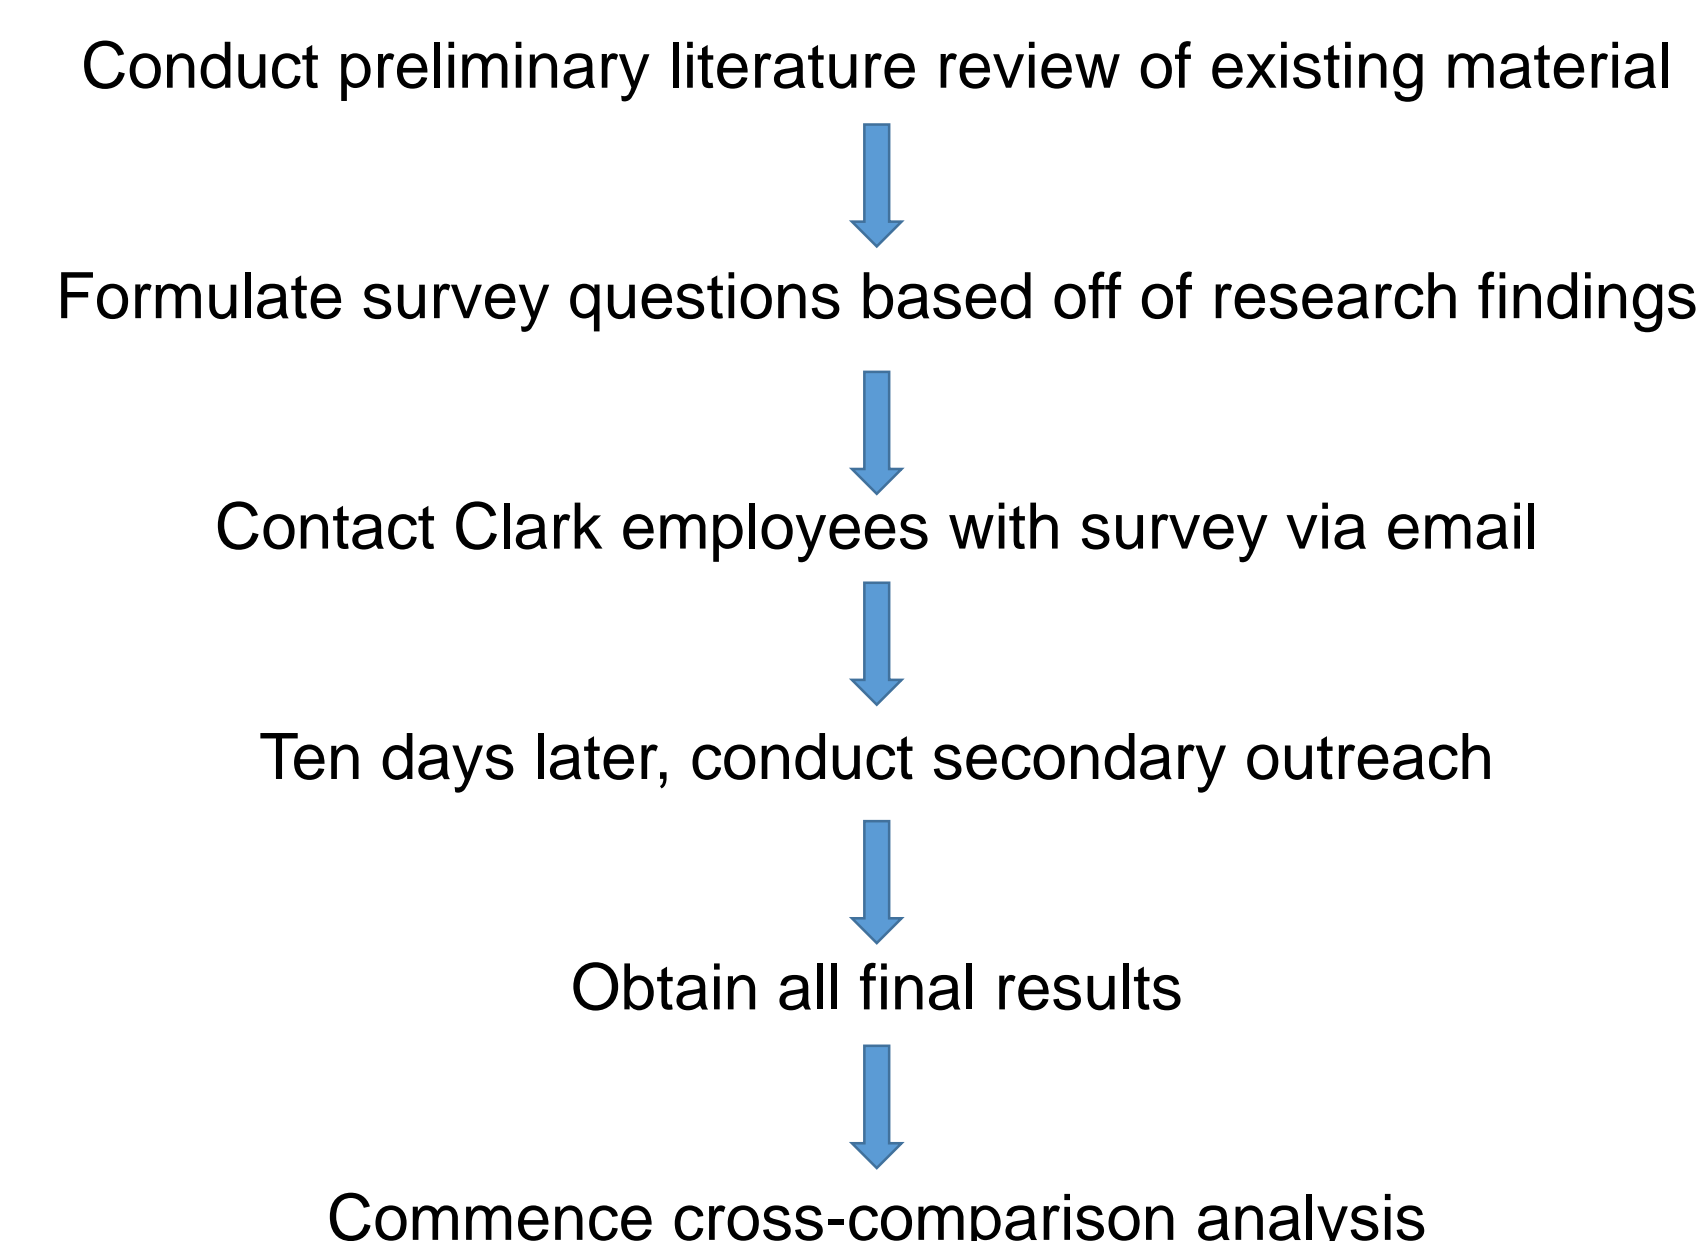 Conduct preliminary literature review of existing material
Formulate survey questions based off of research findings
Contact Clark employees with survey via email
Ten days later, conduct secondary outreach
Obtain all final results
Commence cross-comparison analysis